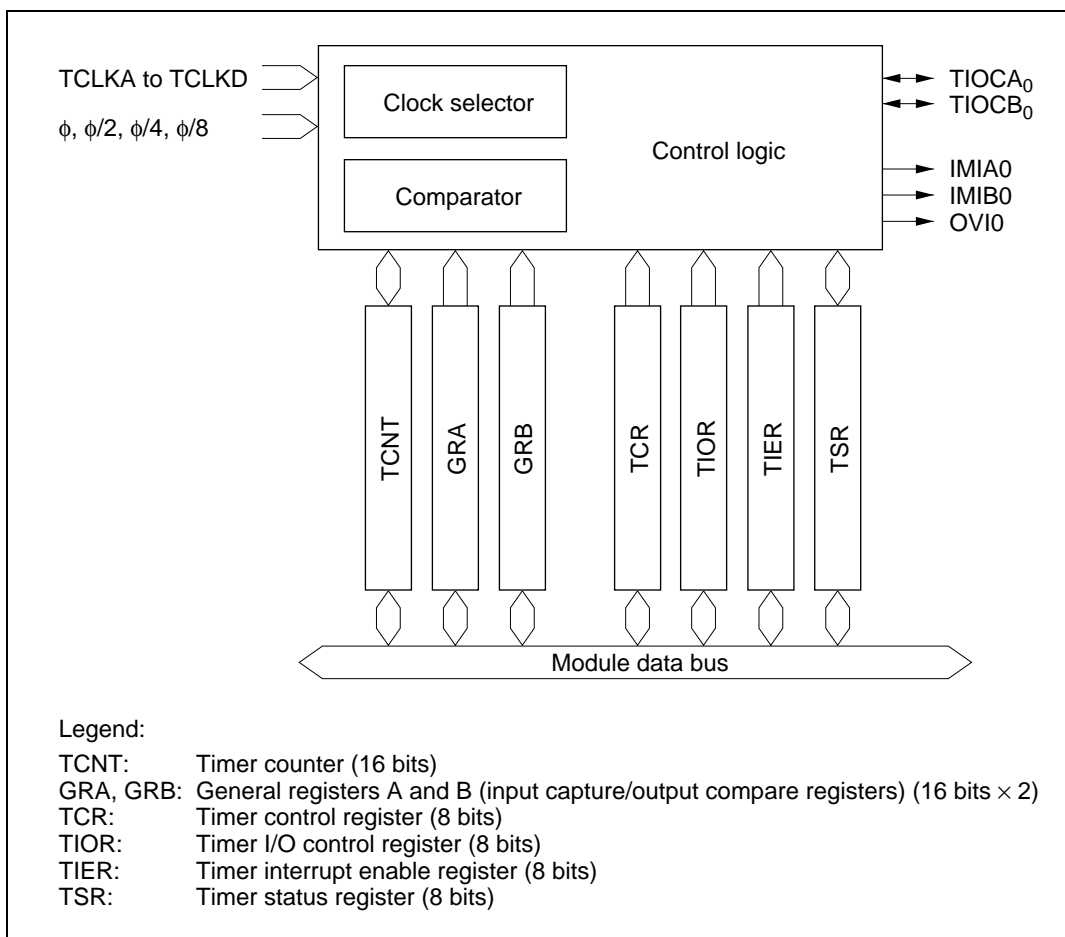 TCLKA to TCLKD
ϕ, ϕ/2, ϕ/4, ϕ/8
Clock selector
Comparator
Control logic
TIOCA₀
TIOCB₀
IMIA0
IMIB0
OVI0
TCNT
GRA
GRB
TCR
TIOR
TIER
TSR
Module data bus
Legend:
TCNT: Timer counter (16 bits)
GRA, GRB: General registers A and B (input capture/output compare registers) (16 bits × 2)
TCR: Timer control register (8 bits)
TIOR: Timer I/O control register (8 bits)
TIER: Timer interrupt enable register (8 bits)
TSR: Timer status register (8 bits)